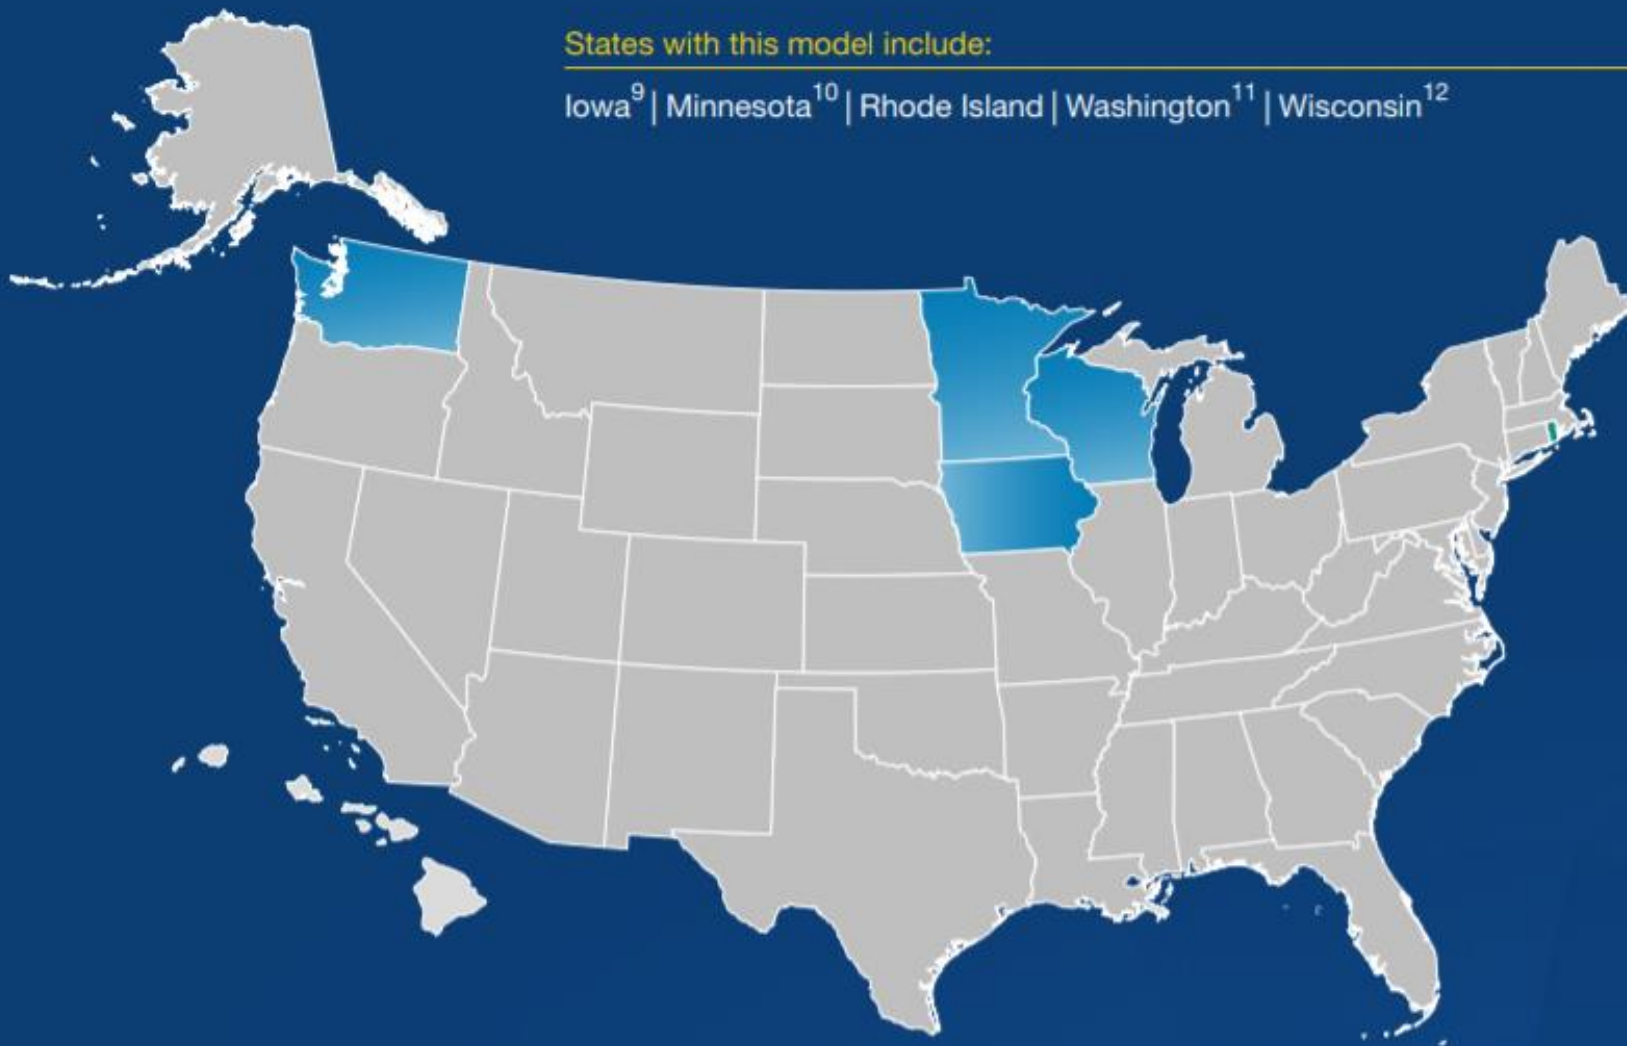 States with this model include:
Iowa⁹ | Minnesota¹⁰ | Rhode Island | Washington¹¹ | Wisconsin¹²